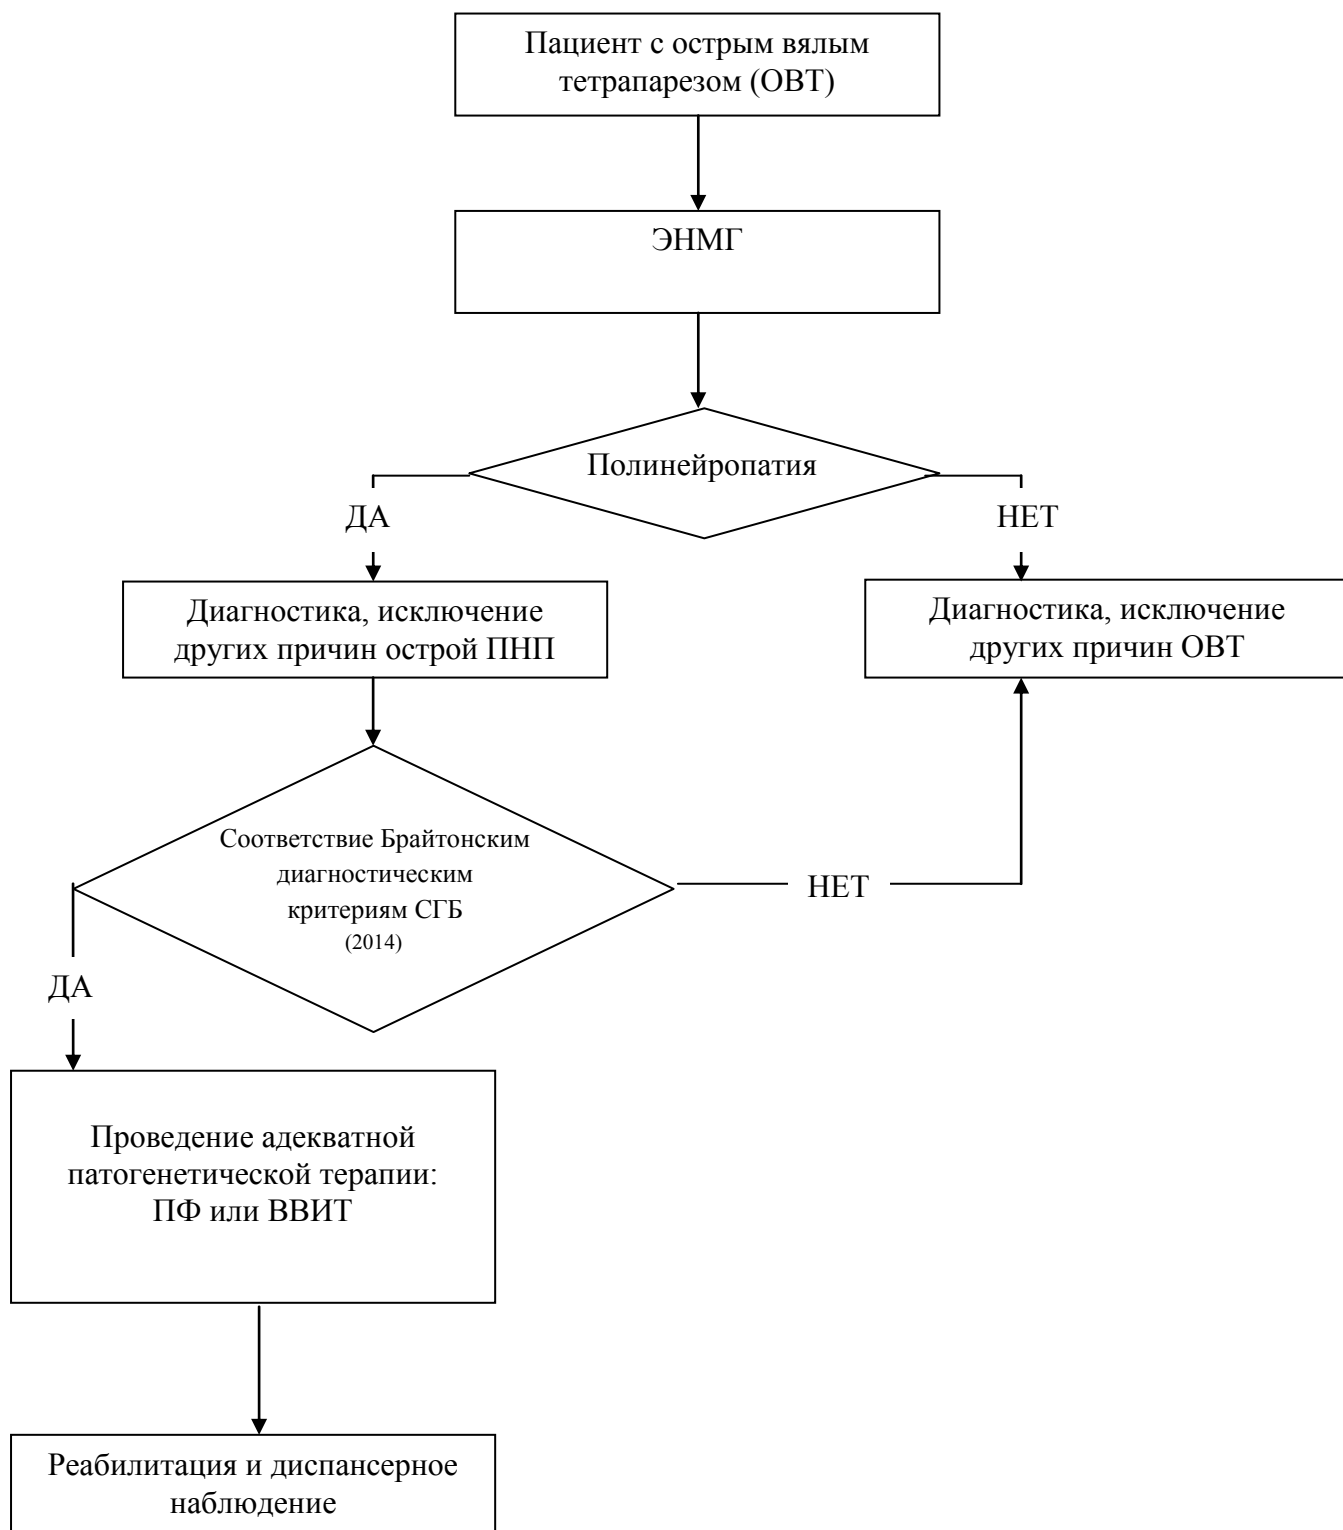 Пациент с острым вялым
тетрапарезом (ОВТ)
ЭНМГ
Полинейропатия
ДА
НЕТ
Диагностика, исключение
других причин острой ПНП
Диагностика, исключение
других причин ОВТ
Соответствие Брайтонским
диагностическим
критериям СГБ
(2014)
НЕТ
ДА
Проведение адекватной
патогенетической терапии:
ПФ или ВВИТ
Реабилитация и диспансерное
наблюдение